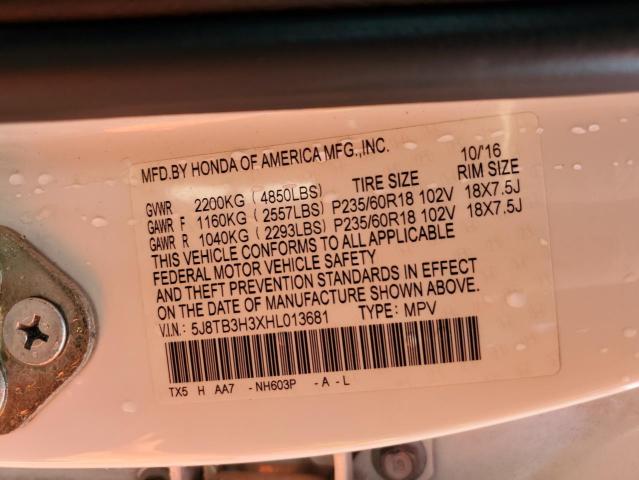 MFD.BY HONDA OF AMERICA MFG.,INC. 10/'16
GVWR 2200KG (4850LBS) TIRE SIZE RIM SIZE
GAWR F 1160KG (2557LBS) P235/60R18 102V 18X7.5J
GAWR R 1040KG (2293LBS) P235/60R18 102V 18X7.5J
THIS VEHICLE CONFORMS TO ALL APPLICABLE
FEDERAL MOTOR VEHICLE SAFETY
AND THEFT PREVENTION STANDARDS IN EFFECT
ON THE DATE OF MANUFACTURE SHOWN ABOVE.
V.I.N.: 5J8TB3H3XHL013681 TYPE: MPV
TX5 H AA7 -NH603P -A-L